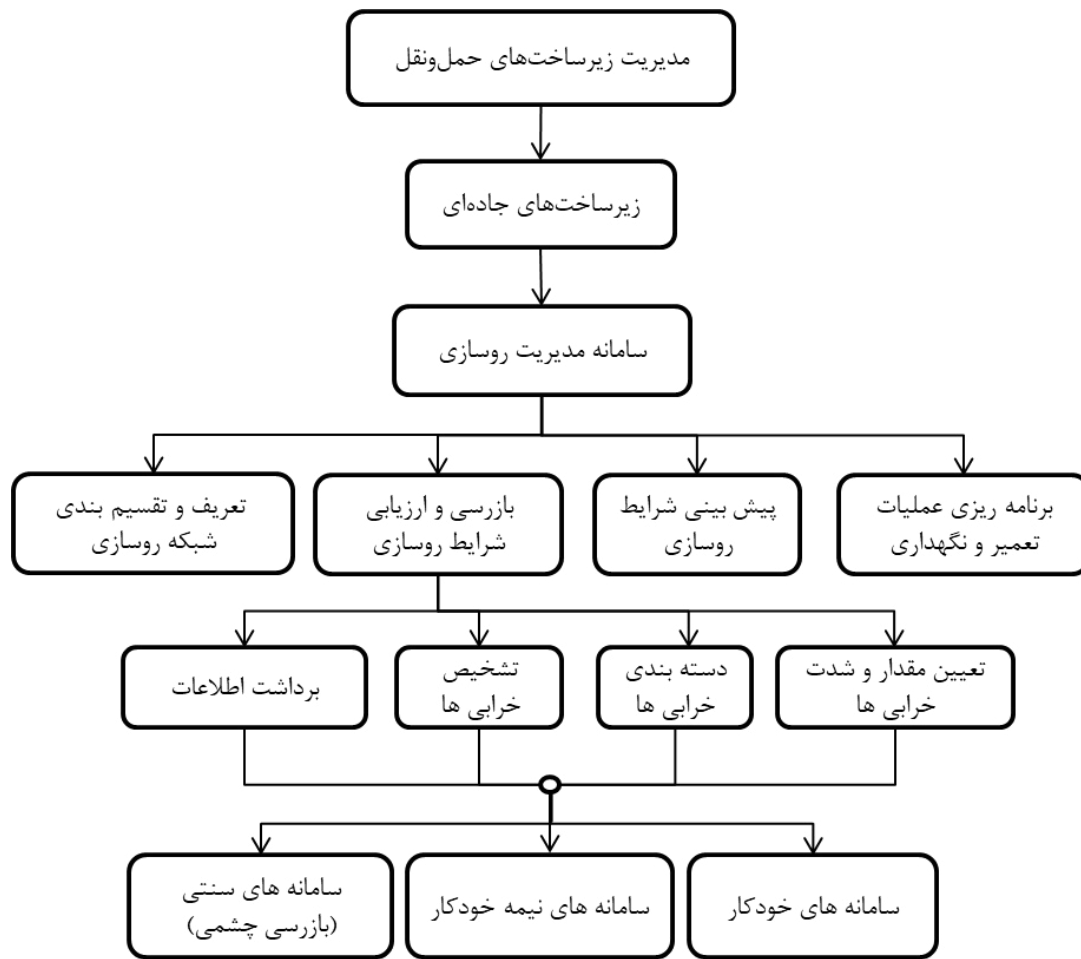 مدیریت زیرساخت‌های حمل‌ونقل
زیرساخت‌های جاده‌ای
سامانه مدیریت روسازی
برنامه ریزی عملیات
تعمیر و نگهداری
پیش بینی شرایط
روسازی
بازرسی و ارزیابی
شرایط روسازی
تعریف و تقسیم بندی
شبکه روسازی
تعیین مقدار و شدت
خرابی ها
دسته بندی
خرابی ها
تشخیص
خرابی ها
برداشت اطلاعات
سامانه های خودکار
سامانه های نیمه خودکار
سامانه های سنتی
(بازرسی چشمی)